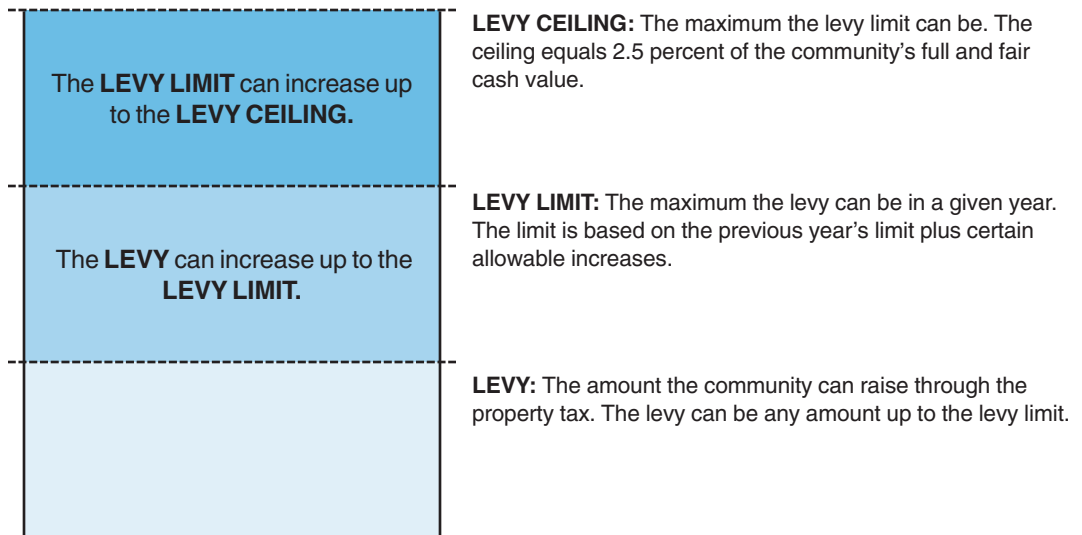 LEVY CEILING: The maximum the levy limit can be. The
ceiling equals 2.5 percent of the community’s full and fair
cash value.
The LEVY LIMIT can increase up
to the LEVY CEILING.
LEVY LIMIT: The maximum the levy can be in a given year.
The limit is based on the previous year’s limit plus certain
allowable increases.
The LEVY can increase up to the
LEVY LIMIT.
LEVY: The amount the community can raise through the
property tax. The levy can be any amount up to the levy limit.